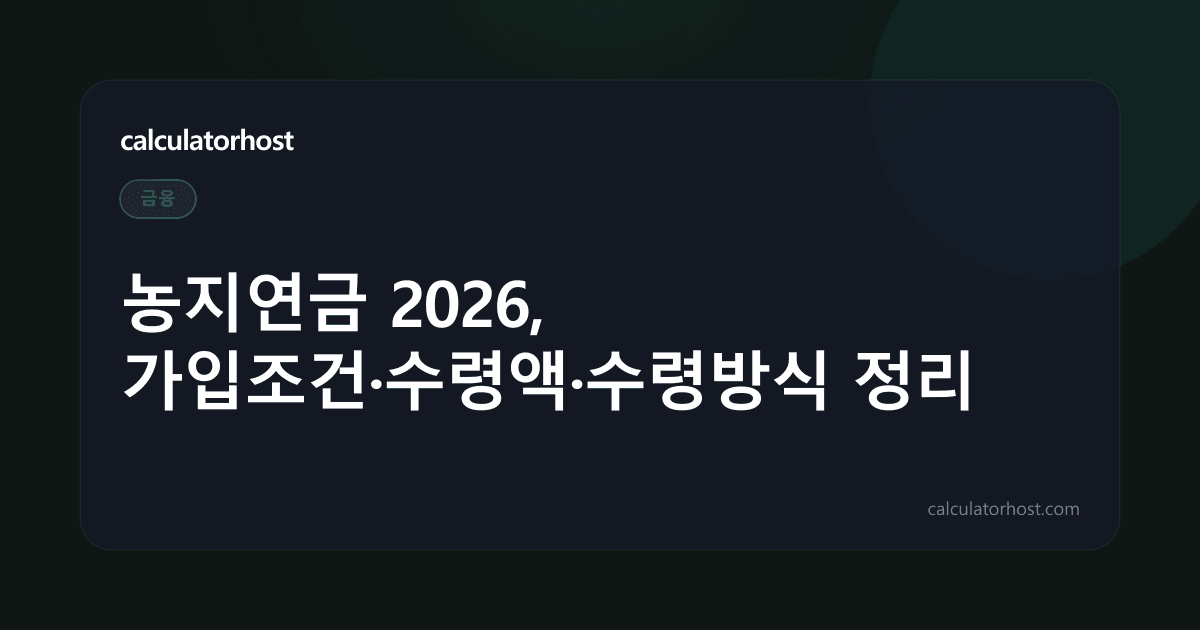 calculatorhost
금융
농지연금 2026,
가입조건·수령액·수령방식 정리
calculatorhost.com